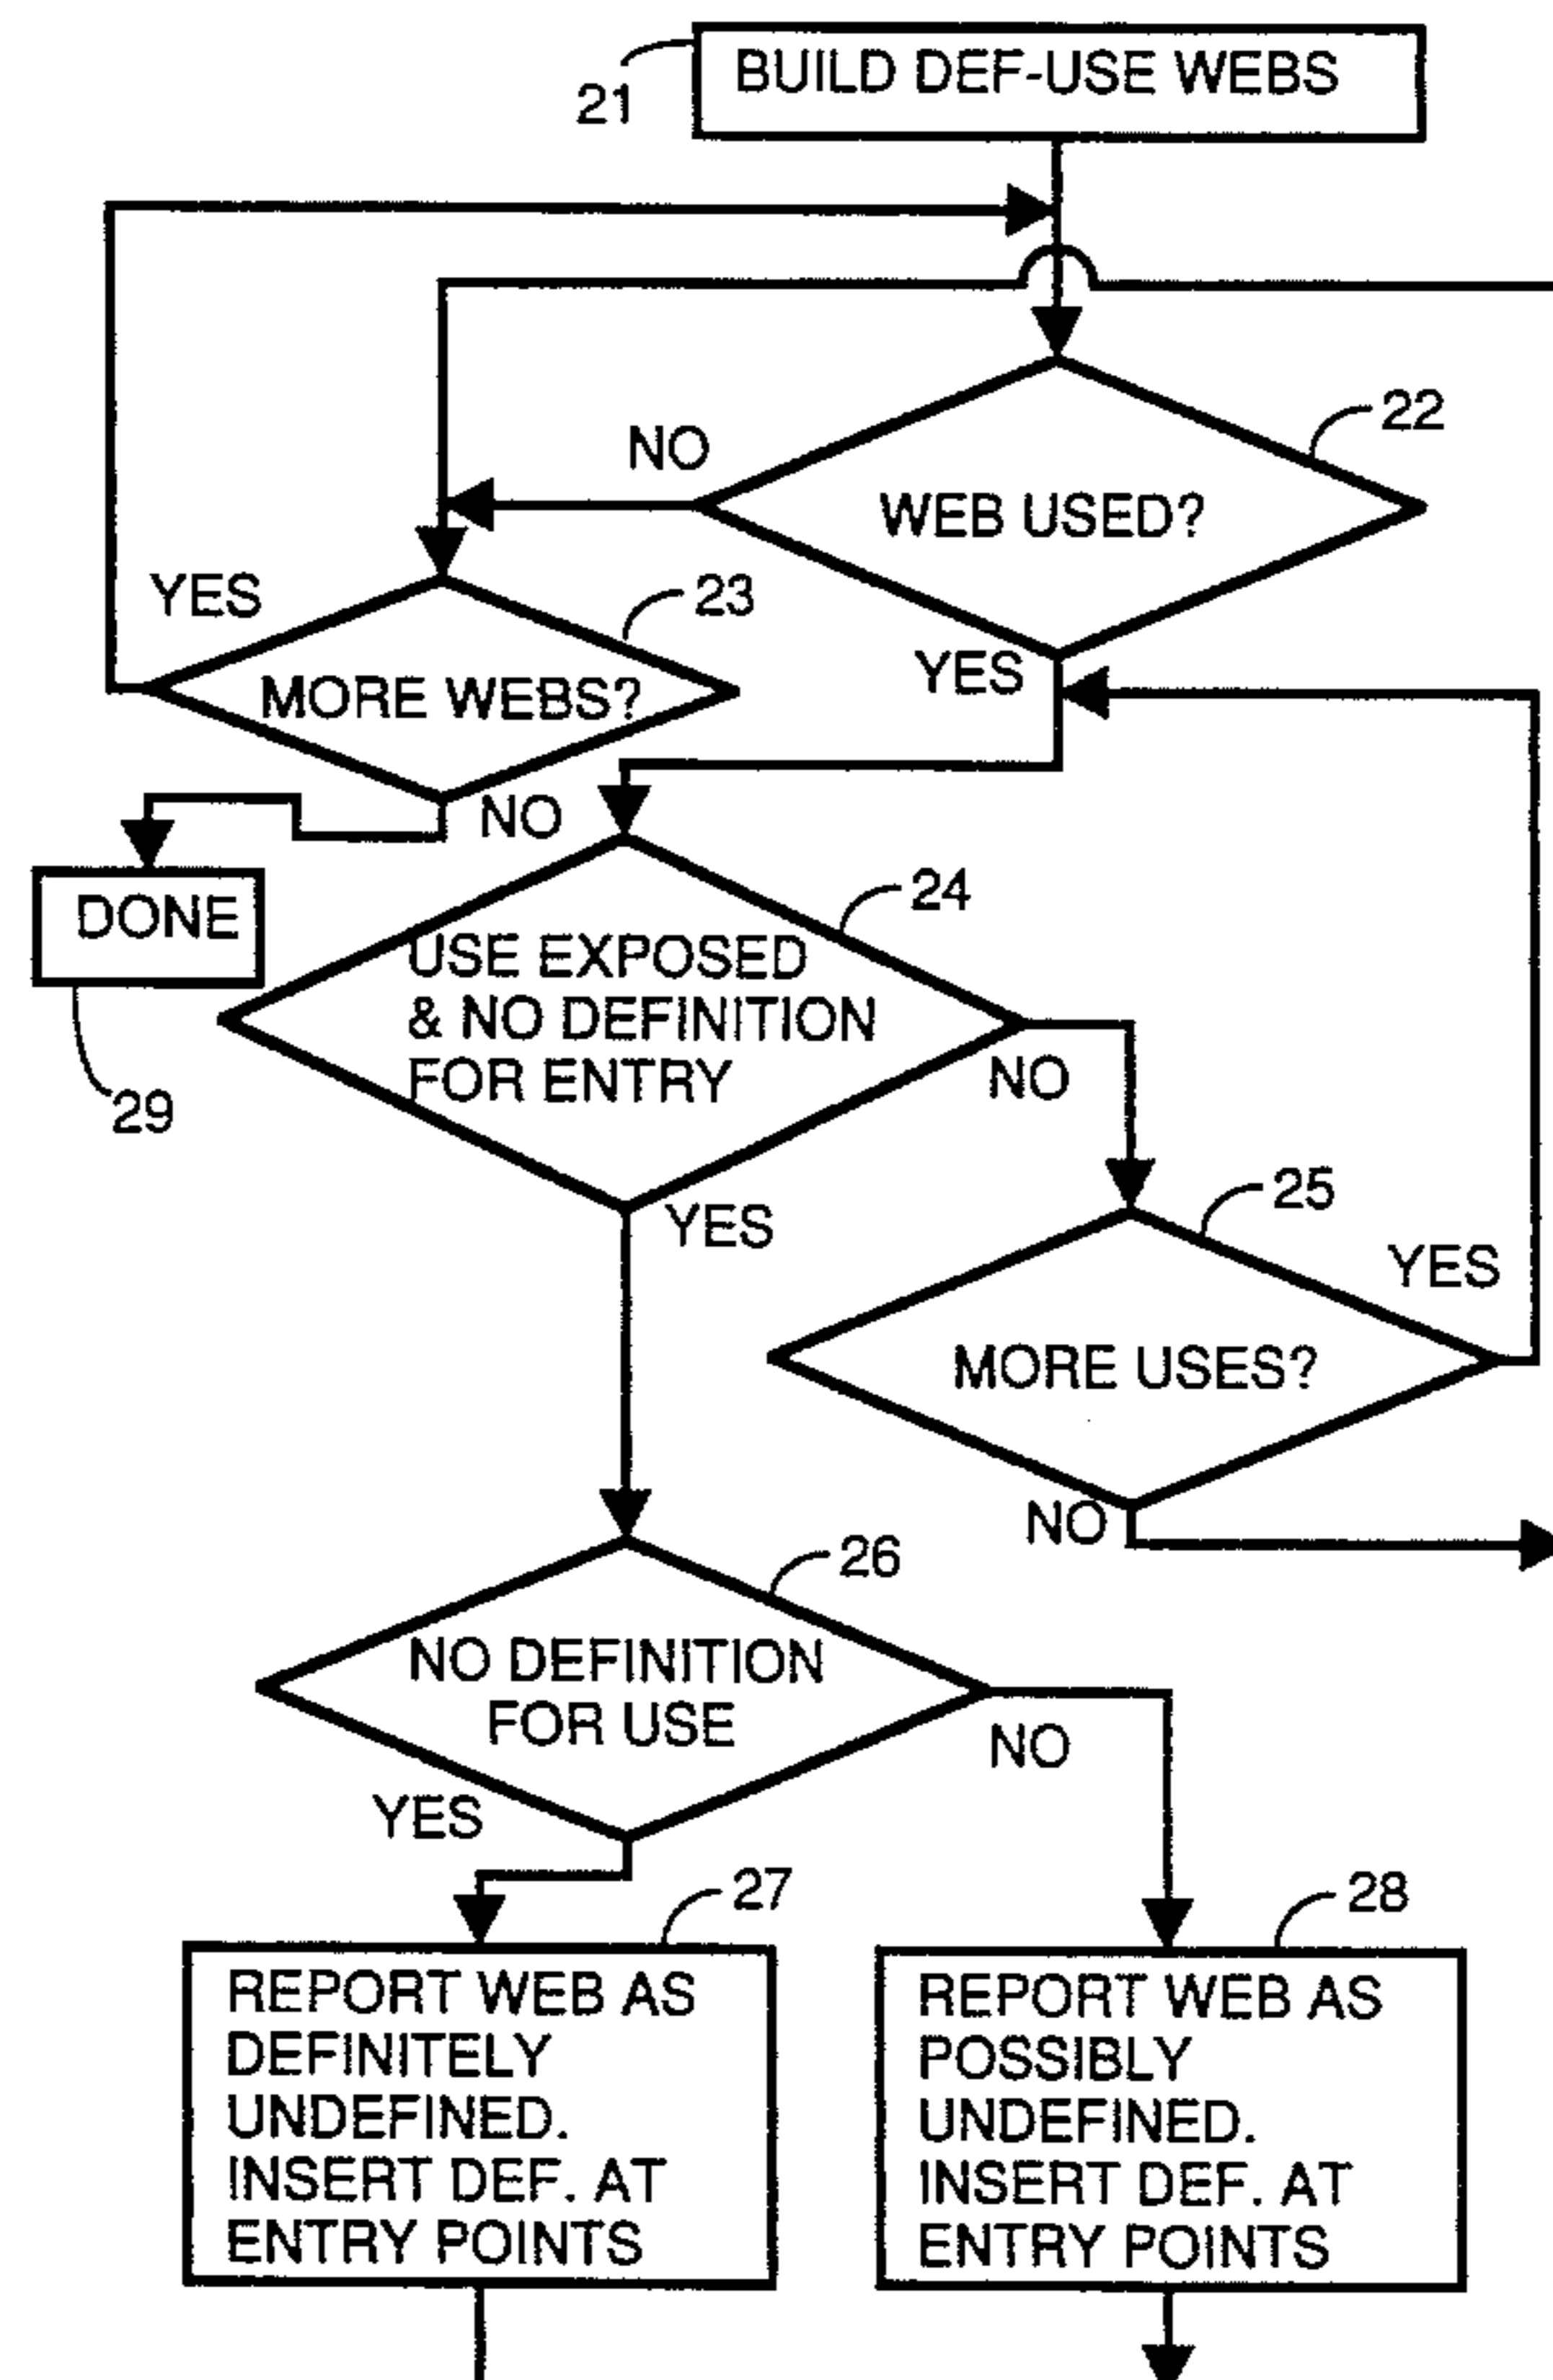 BUILD DEF-USE WEBS
21
22
NO
WEB USED?
YES
23
MORE WEBS?
YES
NO
DONE
24
USE EXPOSED
& NO DEFINITION
FOR ENTRY
NO
29
25
YES
YES
MORE USES?
NO
26
NO DEFINITION
FOR USE
NO
YES
27
28
REPORT WEB AS
DEFINITELY
UNDEFINED.
INSERT DEF. AT
ENTRY POINTS
REPORT WEB AS
POSSIBLY
UNDEFINED.
INSERT DEF. AT
ENTRY POINTS